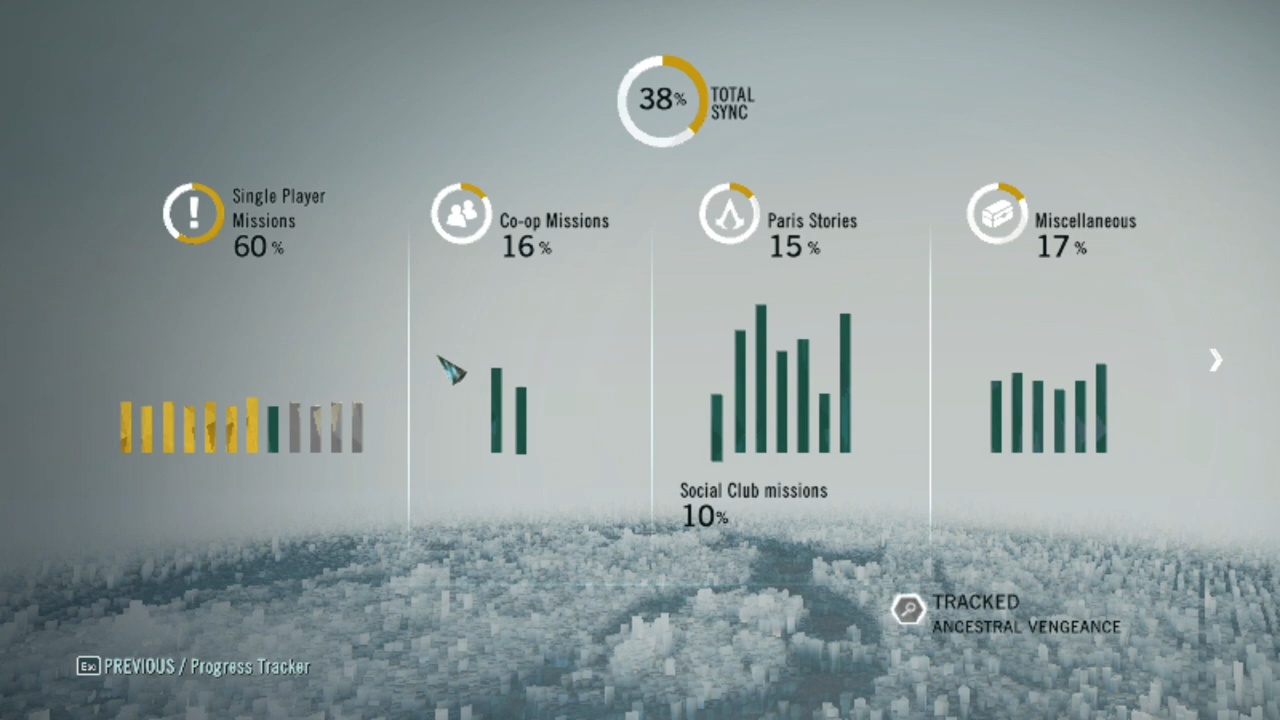 38%
TOTAL
SYNC
Single Player
Missions
60 %
Co-op Missions
16 %
Paris Stories
15 %
Miscellaneous
17 %
Social Club missions
10%
TRACKED
ANCESTRAL VENGEANCE
Esc PREVIOUS / Progress Tracker